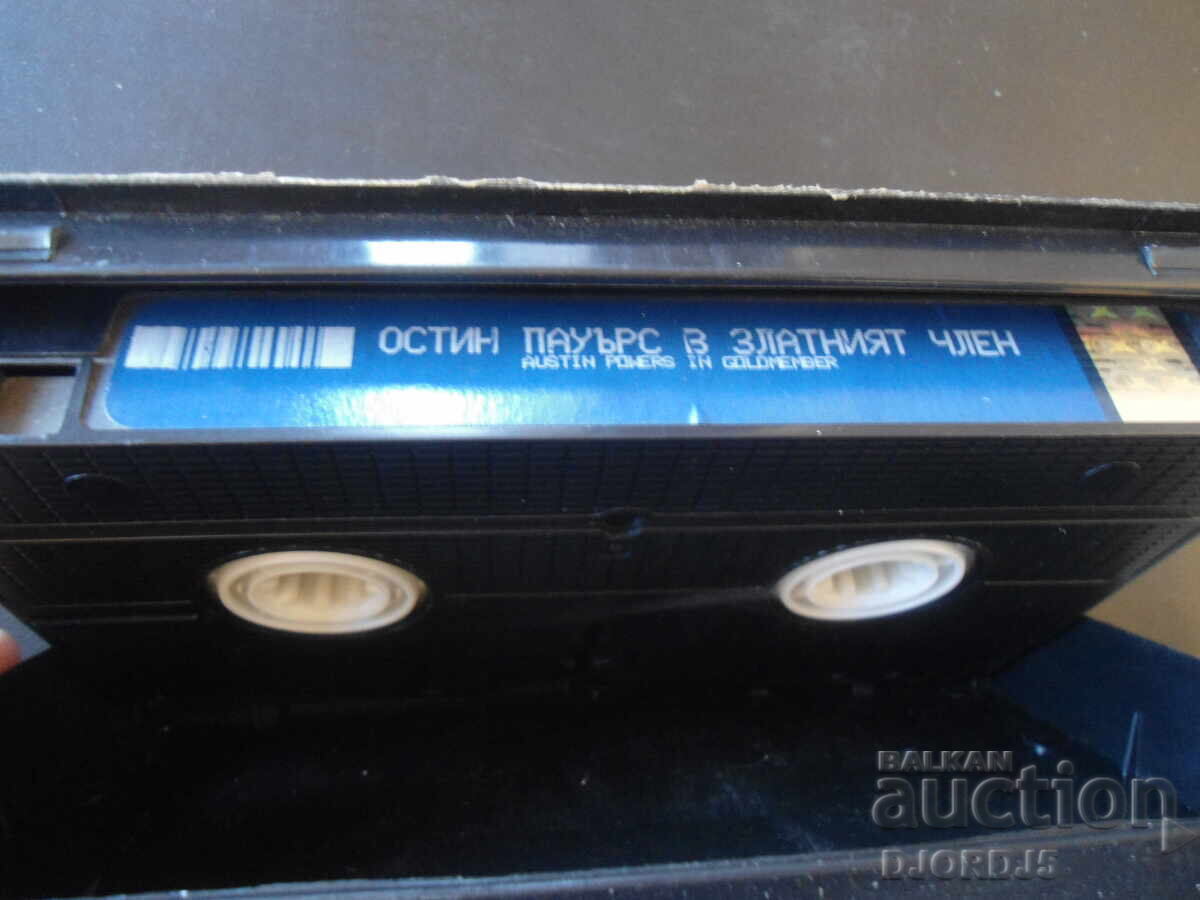 ОСТИН ПАУЪРС В ЗЛАТНИЯТ ЧЛЕН
AUSTIN POWERS IN GOLDMEMBER
BALKAN
auction
DJORDJ5